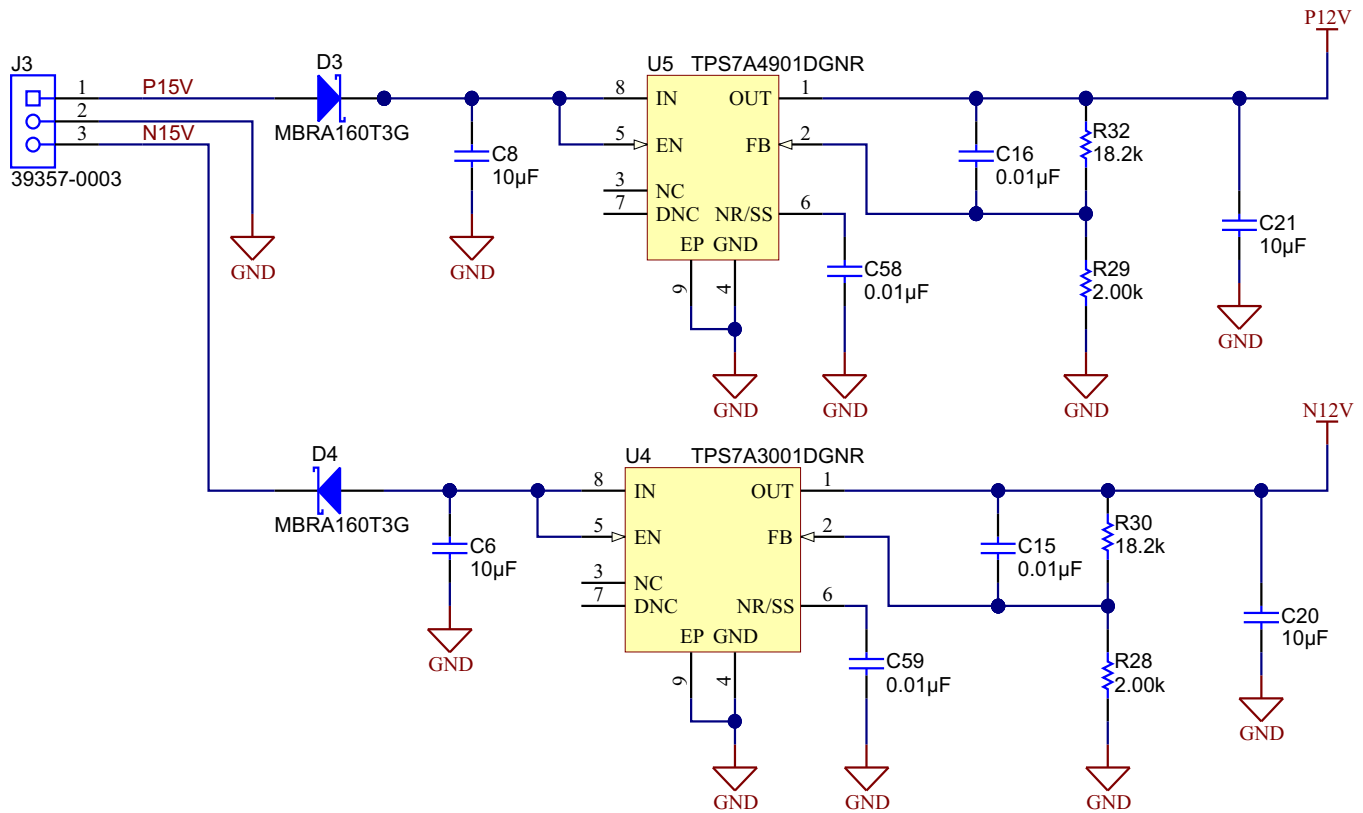 P12V
J3
D3
U5 TPS7A4901DGNR
1 P15V
2
3 N15V
39357-0003
MBRA160T3G
C8
10µF
GND
GND
8 IN
5 EN
3 NC
7 DNC
OUT 1
FB 2
NR/SS 6
EP GND
9 4
GND
C58
0.01µF
GND
C16
0.01µF
R32
18.2k
R29
2.00k
GND
C21
10µF
GND
N12V
D4
MBRA160T3G
U4 TPS7A3001DGNR
C6
10µF
GND
8 IN
5 EN
3 NC
7 DNC
OUT 1
FB 2
NR/SS 6
EP GND
9 4
GND
C59
0.01µF
GND
C15
0.01µF
R30
18.2k
R28
2.00k
GND
C20
10µF
GND